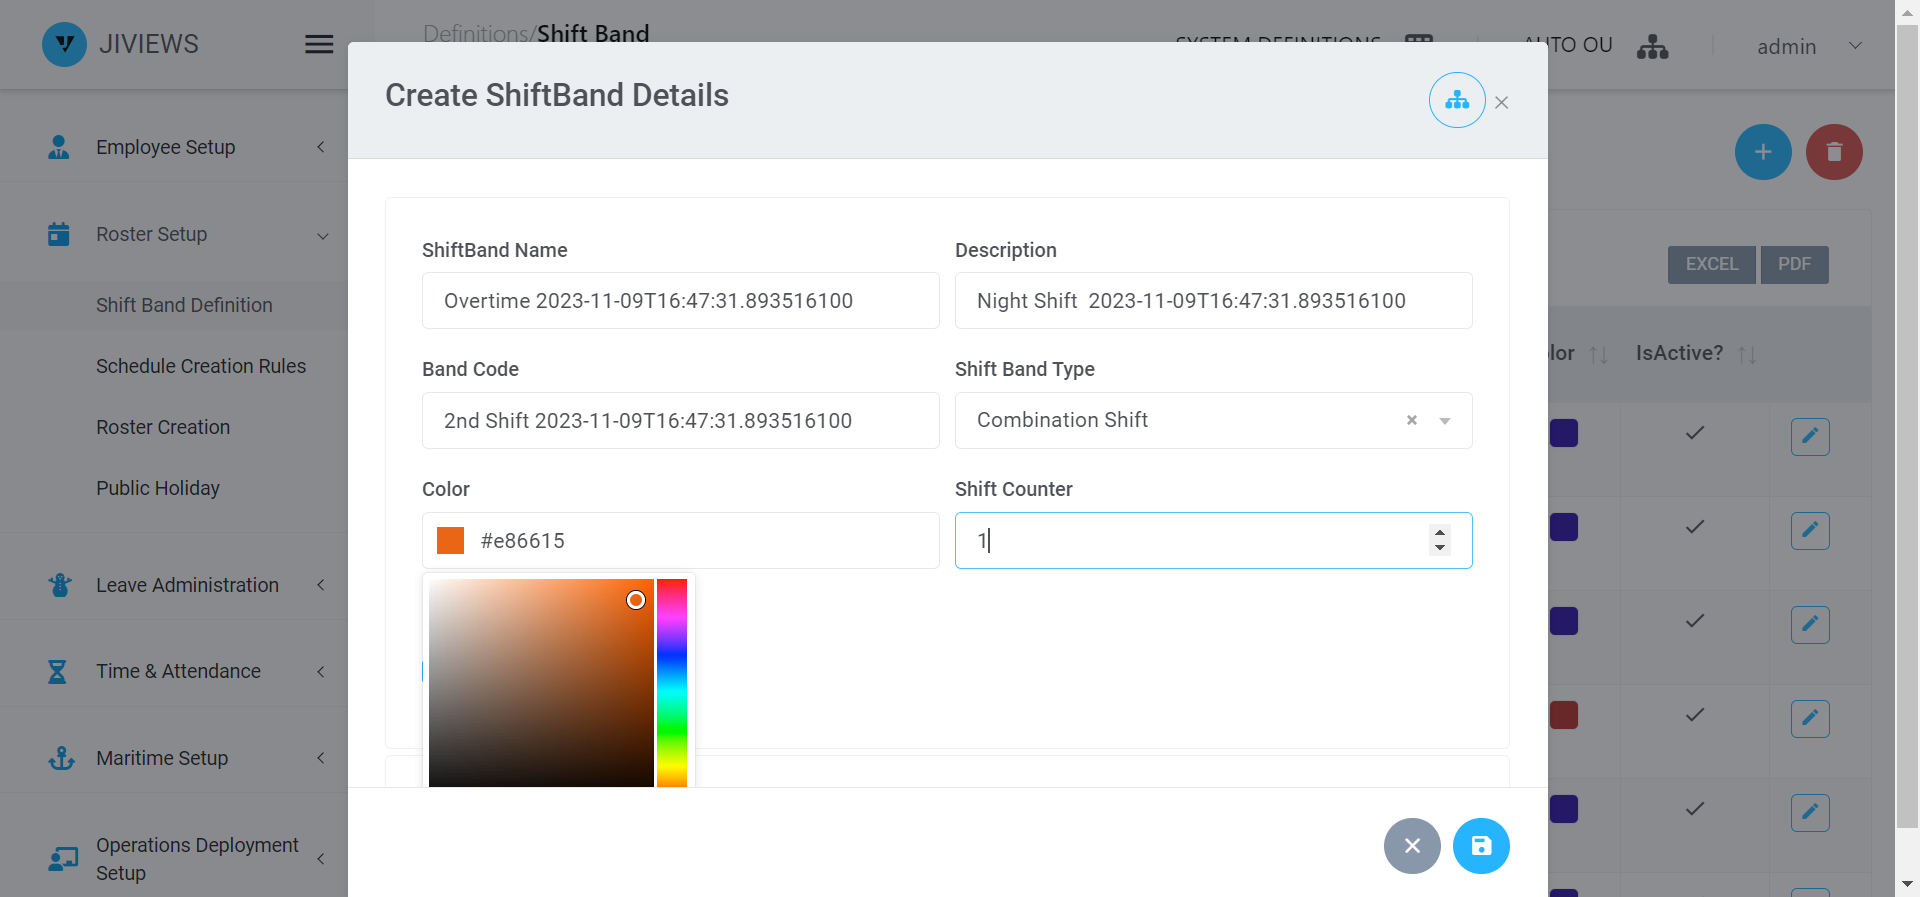 JIVIEWS
Definitions/Shift Band
SYSTEM DEFINITIONS
AUTO OU
admin
Create ShiftBand Details
Employee Setup
Roster Setup
Shift Band Definition
Schedule Creation Rules
Roster Creation
Public Holiday
Leave Administration
Time & Attendance
Maritime Setup
Operations Deployment
Setup
ShiftBand Name
Description
Overtime 2023-11-09T16:47:31.893516100
Night Shift  2023-11-09T16:47:31.893516100
Band Code
Shift Band Type
2nd Shift 2023-11-09T16:47:31.893516100
Combination Shift
Color
Shift Counter
#e86615
1
EXCEL
PDF
lor
IsActive?